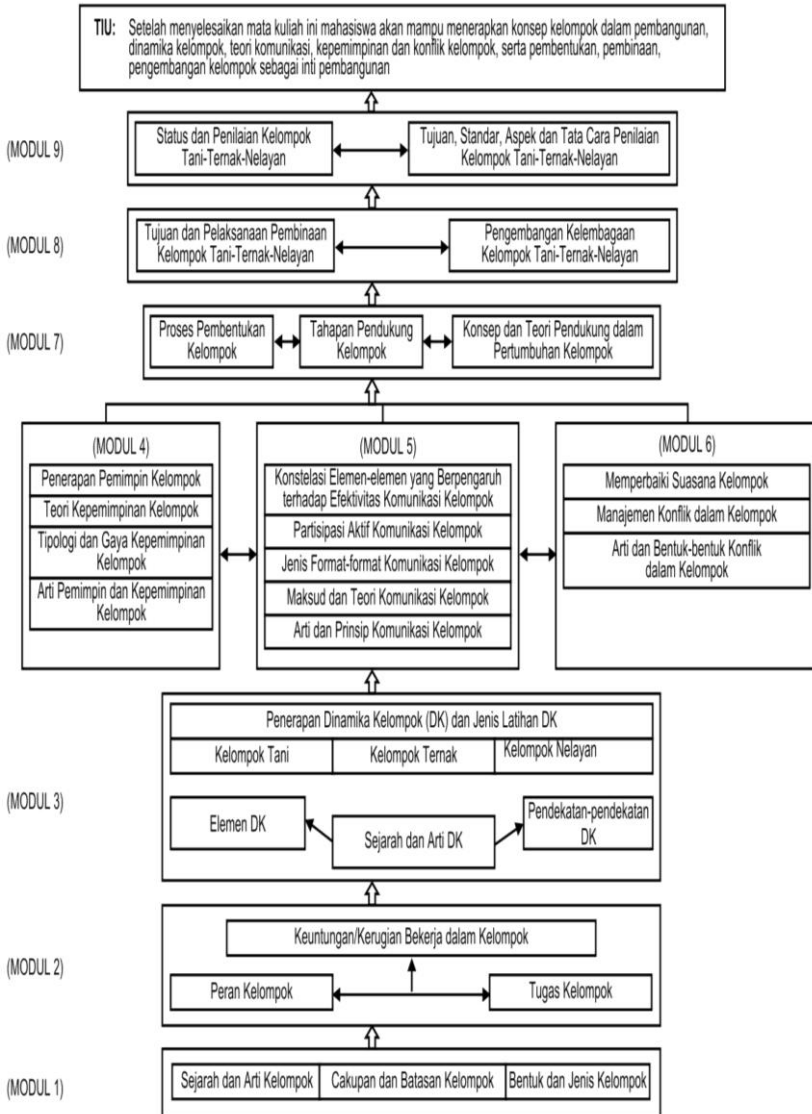 TIU: Setelah menyelesaikan mata kuliah ini mahasiswa akan mampu menerapkan konsep kelompok dalam pembangunan,
dinamika kelompok, teori komunikasi, kepemimpinan dan konflik kelompok, serta pembentukan, pembinaan,
pengembangan kelompok sebagai inti pembangunan
(MODUL 9)
Status dan Penilaian Kelompok
Tani-Ternak-Nelayan
Tujuan, Standar, Aspek dan Tata Cara Penilaian
Kelompok Tani-Ternak-Nelayan
(MODUL 8)
Tujuan dan Pelaksanaan Pembinaan
Kelompok Tani-Ternak-Nelayan
Pengembangan Kelembagaan
Kelompok Tani-Ternak-Nelayan
(MODUL 7)
Proses Pembentukan
Kelompok
Tahapan Pendukung
Kelompok
Konsep dan Teori Pendukung dalam
Pertumbuhan Kelompok
(MODUL 4)
Penerapan Pemimpin Kelompok
Teori Kepemimpinan Kelompok
Tipologi dan Gaya Kepemimpinan
Kelompok
Arti Pemimpin dan Kepemimpinan
Kelompok
(MODUL 5)
Konstelasi Elemen-elemen yang Berpengaruh
terhadap Efektivitas Komunikasi Kelompok
Partisipasi Aktif Komunikasi Kelompok
Jenis Format-format Komunikasi Kelompok
Maksud dan Teori Komunikasi Kelompok
Arti dan Prinsip Komunikasi Kelompok
(MODUL 6)
Memperbaiki Suasana Kelompok
Manajemen Konflik dalam Kelompok
Arti dan Bentuk-bentuk Konflik
dalam Kelompok
(MODUL 3)
Penerapan Dinamika Kelompok (DK) dan Jenis Latihan DK
Kelompok Tani
Kelompok Ternak
Kelompok Nelayan
Elemen DK
Sejarah dan Arti DK
Pendekatan-pendekatan
DK
(MODUL 2)
Keuntungan/Kerugian Bekerja dalam Kelompok
Peran Kelompok
Tugas Kelompok
(MODUL 1)
Sejarah dan Arti Kelompok
Cakupan dan Batasan Kelompok
Bentuk dan Jenis Kelompok